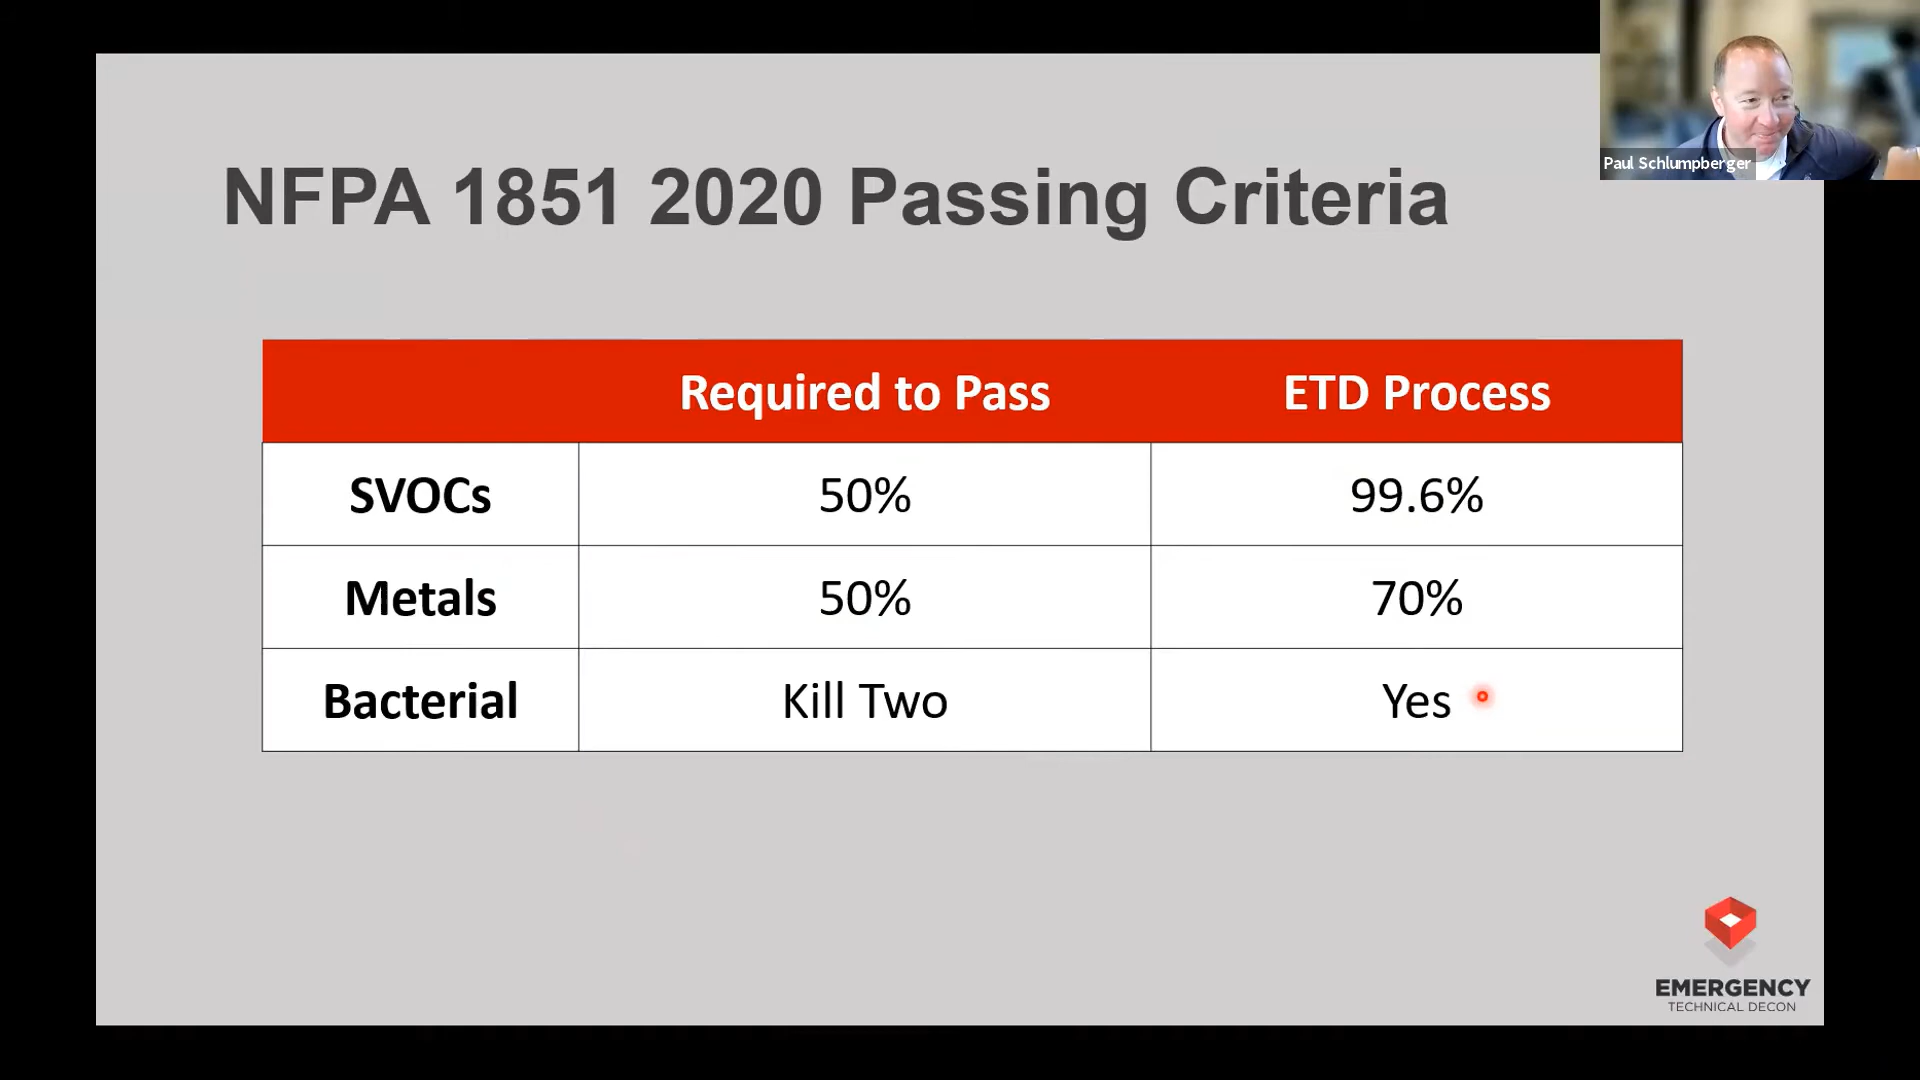 Paul Schlumpberger
NFPA 1851 2020 Passing Criteria
Required to Pass ETD Process
SVOCs 50% 99.6%
Metals 50% 70%
Bacterial Kill Two Yes
EMERGENCY
TECHNICAL DECON